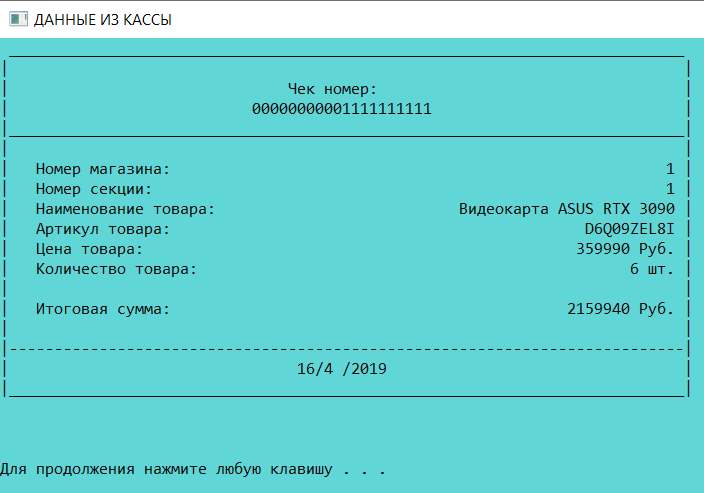 ДАННЫЕ ИЗ КАССЫ
Чек номер:
00000000001111111111
Номер магазина: 1
Номер секции: 1
Наименование товара: Видеокарта ASUS RTX 3090
Артикул товара: D6Q09ZEL8I
Цена товара: 359990 Руб.
Количество товара: 6 шт.
Итоговая сумма: 2159940 Руб.
16/4 /2019
Для продолжения нажмите любую клавишу . . .